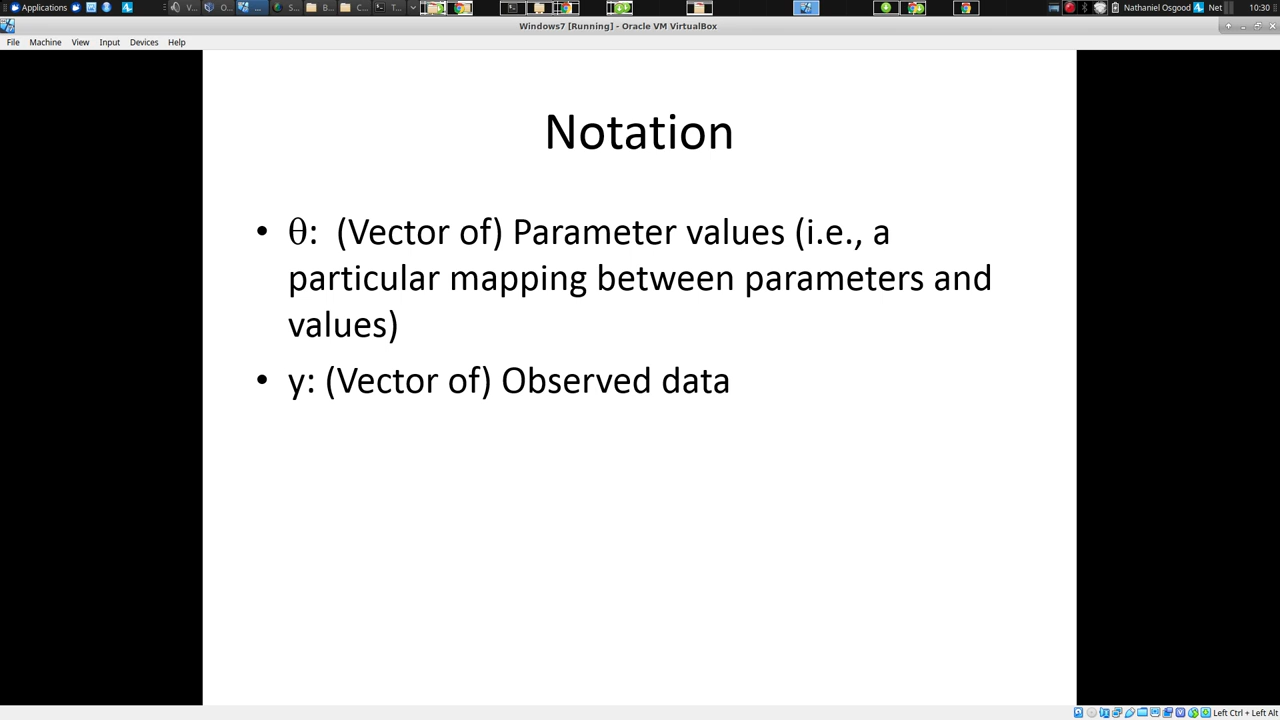 Applications
V...
O...
...
S...
B...
C...
T...
Nathaniel Osgood
Net
10:30
Windows7 [Running] - Oracle VM VirtualBox
File Machine View Input Devices Help
Notation
• θ: (Vector of) Parameter values (i.e., a
particular mapping between parameters and
values)
• y: (Vector of) Observed data
Left Ctrl + Left Alt